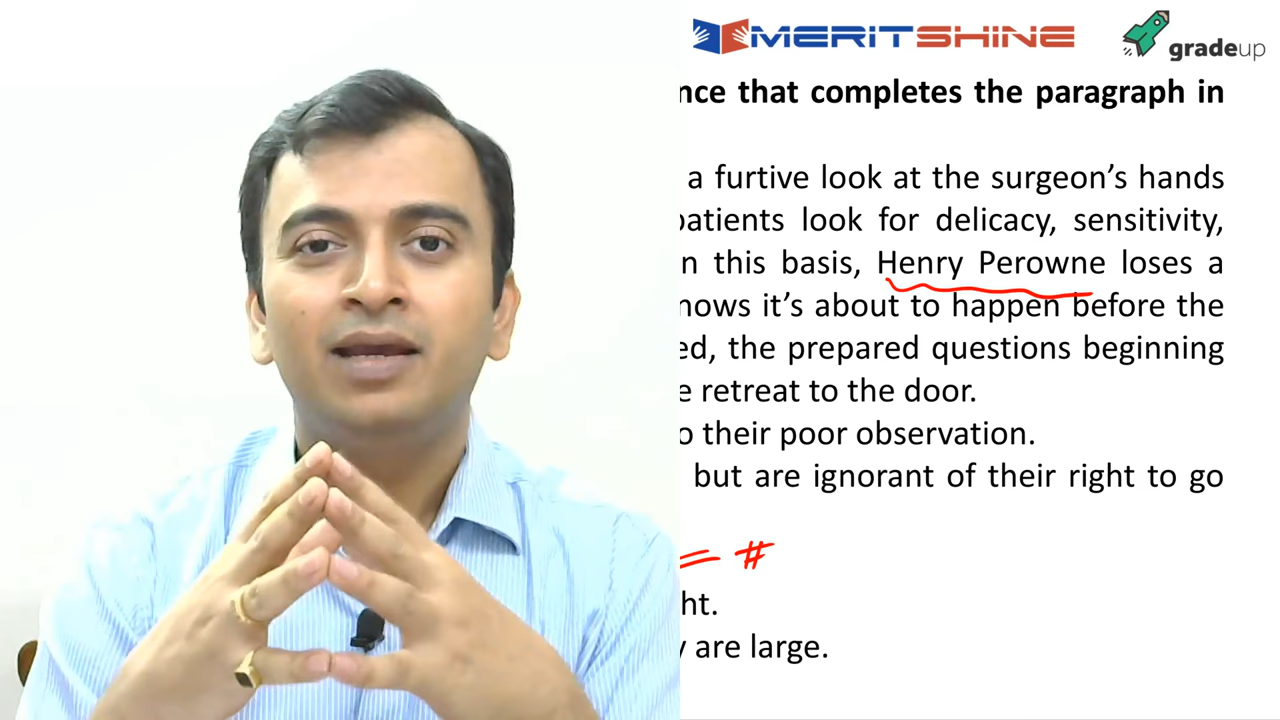 MERITSHINE
gradeup
nce that completes the paragraph in
a furtive look at the surgeon's hands
patients look for delicacy, sensitivity,
n this basis, Henry Perowne loses a
nows it's about to happen before the
ed, the prepared questions beginning
e retreat to the door.
o their poor observation.
but are ignorant of their right to go
= #
ht.
y are large.